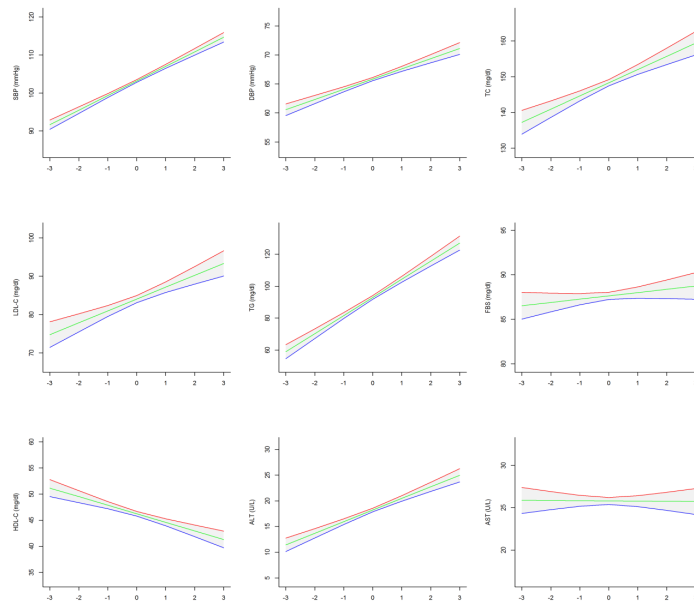 SBP (mmHg)
120
110
100
90
-3 -2 -1 0 1 2 3
DBP (mmHg)
75
70
65
60
55
-3 -2 -1 0 1 2 3
TC (mg/dl)
160
150
140
130
-3 -2 -1 0 1 2 3
LDL-C (mg/dl)
100
90
80
70
-3 -2 -1 0 1 2 3
TG (mg/dl)
120
100
80
60
-3 -2 -1 0 1 2 3
FBS (mg/dl)
95
90
85
80
-3 -2 -1 0 1 2 3
HDL-C (mg/dl)
60
55
50
45
40
35
-3 -2 -1 0 1 2 3
ALT (U/L)
30
25
20
15
10
5
-3 -2 -1 0 1 2 3
AST (U/L)
30
25
20
-3 -2 -1 0 1 2 3